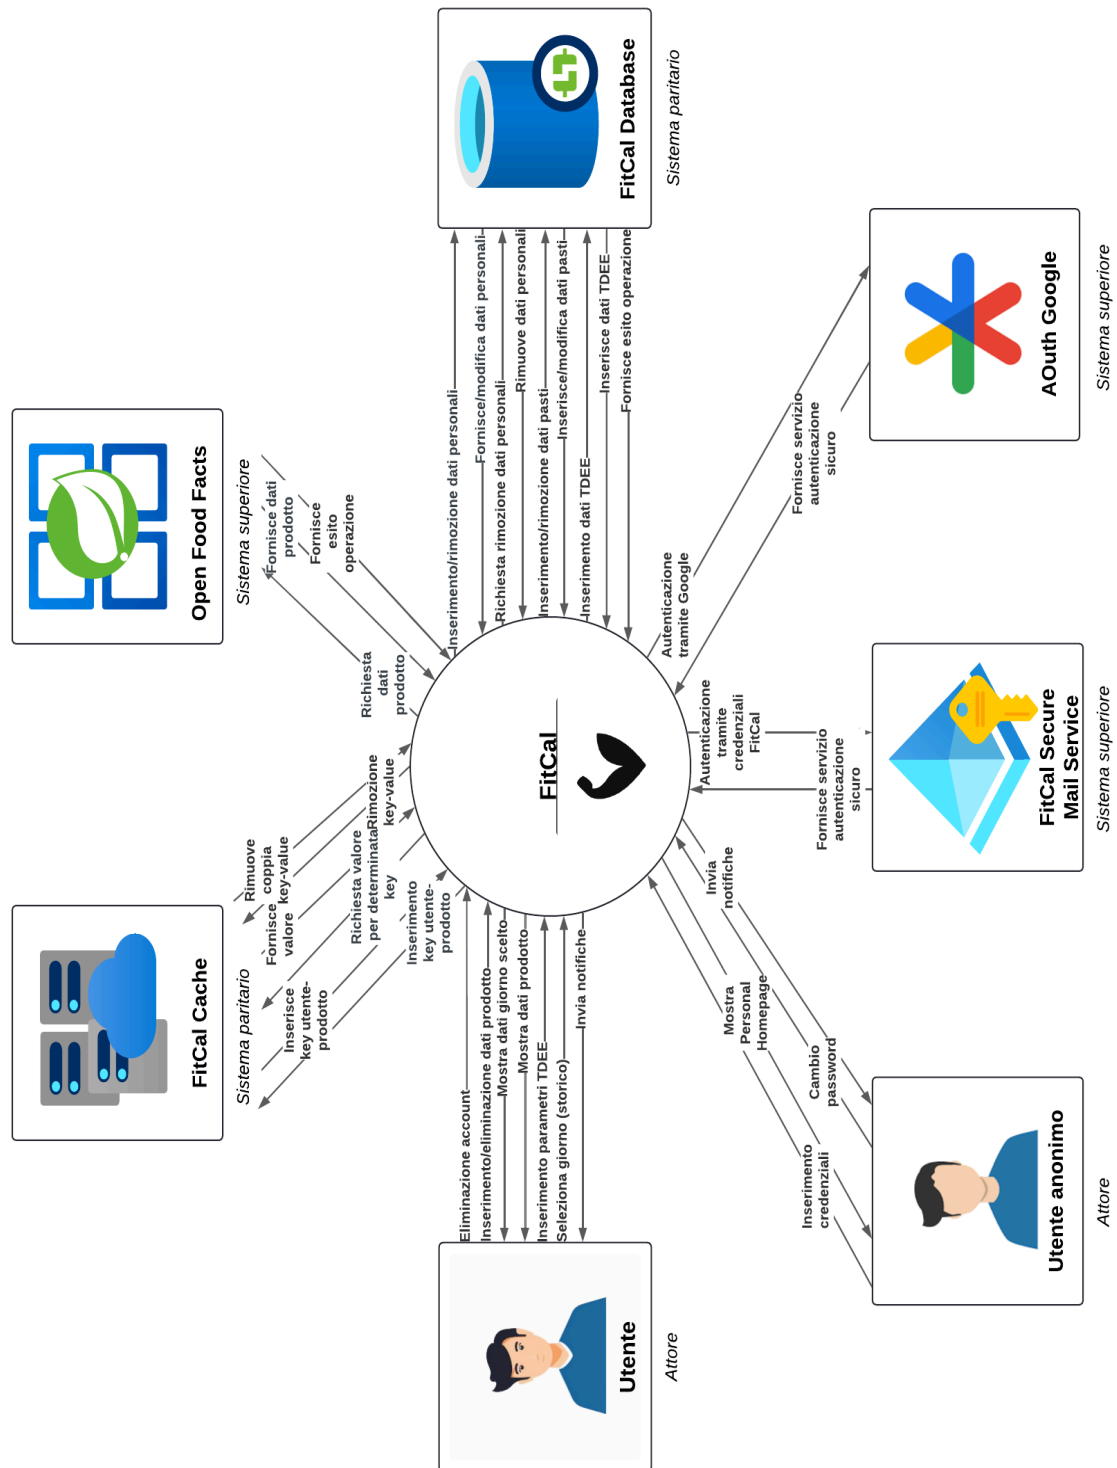 FitCal Cache
Sistema paritario
Open Food Facts
Sistema superiore
Rimuove
coppia
key-value
Fornisce
valore
Inserisce
key utente-
prodotto
Rimozione
key-value
Richiesta valore
per determinata
key
Inserimento
key utente-
prodotto
Richiesta
dati
prodotto
Fornisce dati
prodotto
Fornisce
esito
operazione
Utente
Attore
Eliminazione account
Inserimento/eliminazione dati prodotto
Mostra dati giorno scelto
Mostra dati prodotto
Inserimento parametri TDEE
Seleziona giorno (storico)
Invia notifiche
FitCal
Inserimento/rimozione dati personali
Fornisce/modifica dati personali
Richiesta rimozione dati personali
Rimuove dati personali
Inserimento/rimozione dati pasti
Inserisce/modifica dati pasti
Inserimento dati TDEE
Inserisce dati TDEE
Fornisce esito operazione
FitCal Database
Sistema paritario
Inserimento
credenziali
Mostra
Personal
Homepage
Cambio
password
Invia
notifiche
Autenticazione
tramite
credenziali
FitCal
Fornisce servizio
autenticazione
sicuro
Autenticazione
tramite Google
Fornisce servizio
autenticazione
sicuro
Utente anonimo
Attore
FitCal Secure
Mail Service
Sistema superiore
AOuth Google
Sistema superiore